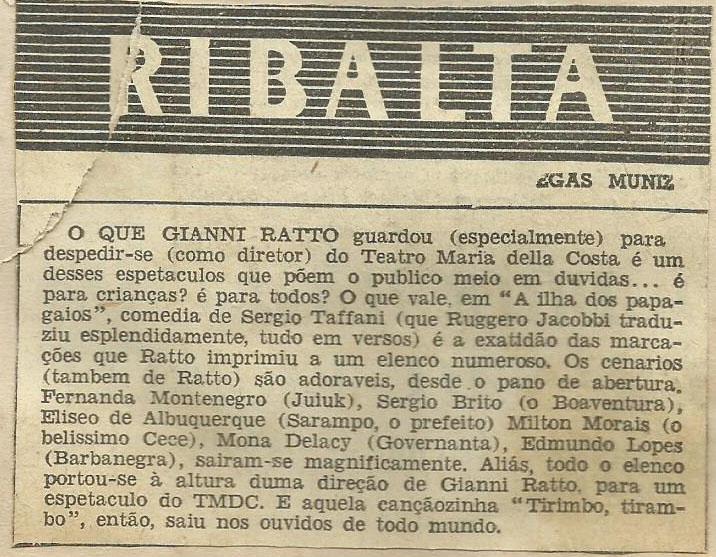 RIBALTA
EGAS MUNIZ
O QUE GIANNI RATTO guardou (especialmente) para
despedir-se (como diretor) do Teatro Maria della Costa é um
desses espetaculos que põem o publico meio em duvidas... é
para crianças? é para todos? O que vale, em "A ilha dos papa-
gaios", comedia de Sergio Taffani (que Ruggero Jacobbi tradu-
ziu esplendidamente, tudo em versos) é a exatidão das marca-
ções que Ratto imprimiu a um elenco numeroso. Os cenarios
(tambem de Ratto) são adoraveis, desde o pano de abertura.
Fernanda Montenegro (Juiuk), Sergio Brito (o Boaventura),
Eliseo de Albuquerque (Sarampo, o prefeito) Milton Morais (o
belissimo Cece), Mona Delacy (Governanta), Edmundo Lopes
(Barbanegra), sairam-se magnificamente. Aliás, todo o elenco
portou-se à altura duma direção de Gianni Ratto, para um
espetaculo do TMDC. E aquela cançãozinha "Tirimbo, tiram-
bo", então, saiu nos ouvidos de todo mundo.